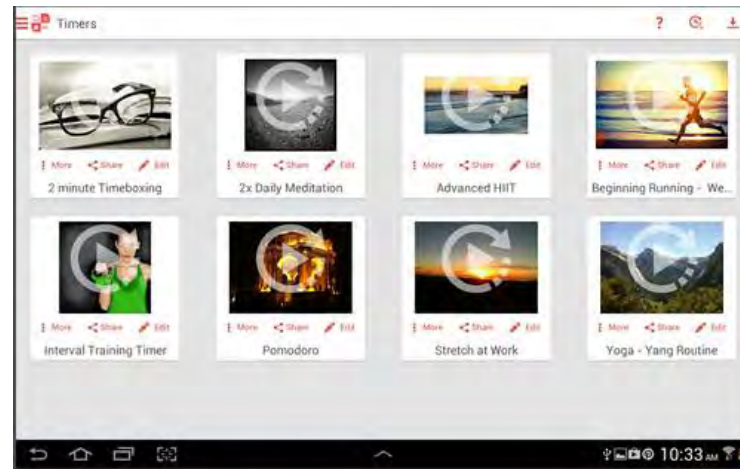 Timers ?
More Share Edit More Share Edit More Share Edit More Share Edit
2 minute Timeboxing 2x Daily Meditation Advanced HIIT Beginning Running - We...
More Share Edit More Share Edit More Share Edit More Share Edit
Interval Training Timer Pomodoro Stretch at Work Yoga - Yang Routine
10:33 AM